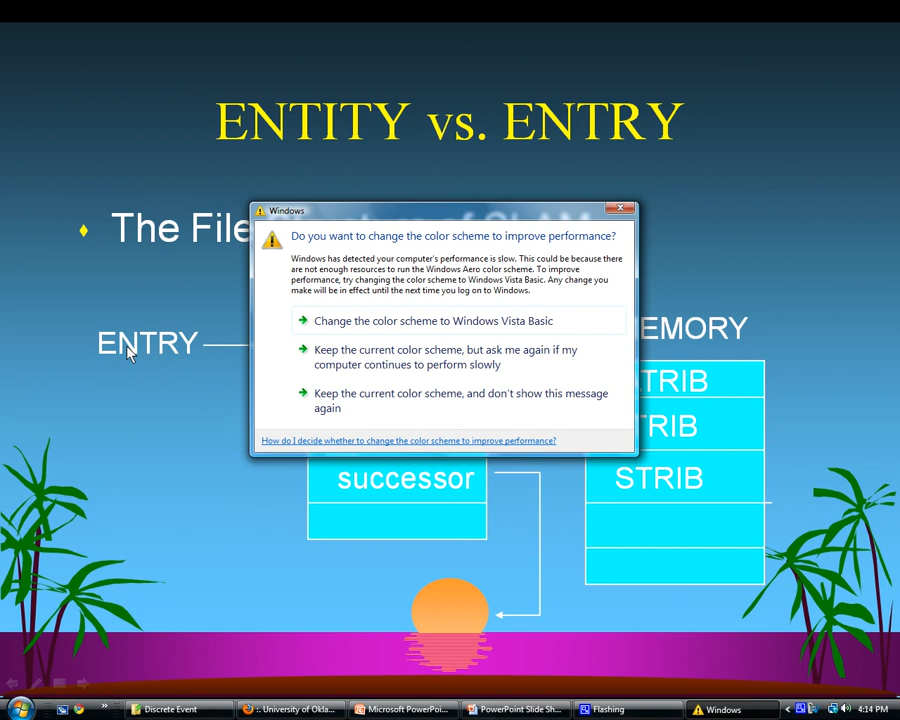 ENTITY vs. ENTRY
♦ The File
Windows
Do you want to change the color scheme to improve performance?
Windows has detected your computer's performance is slow. This could be because there
are not enough resources to run the Windows Aero color scheme. To improve
performance, try changing the color scheme to Windows Vista Basic. Any change you
make will be in effect until the next time you log on to Windows.
Change the color scheme to Windows Vista Basic
Keep the current color scheme, but ask me again if my
computer continues to perform slowly
Keep the current color scheme, and don't show this message
again
How do I decide whether to change the color scheme to improve performance?
ENTRY
EMORY
TRIB
TRIB
successor
STRIB
Discrete Event
:. University of Okla...
Microsoft PowerPoi...
PowerPoint Slide Sh...
Flashing
Windows
4:14 PM